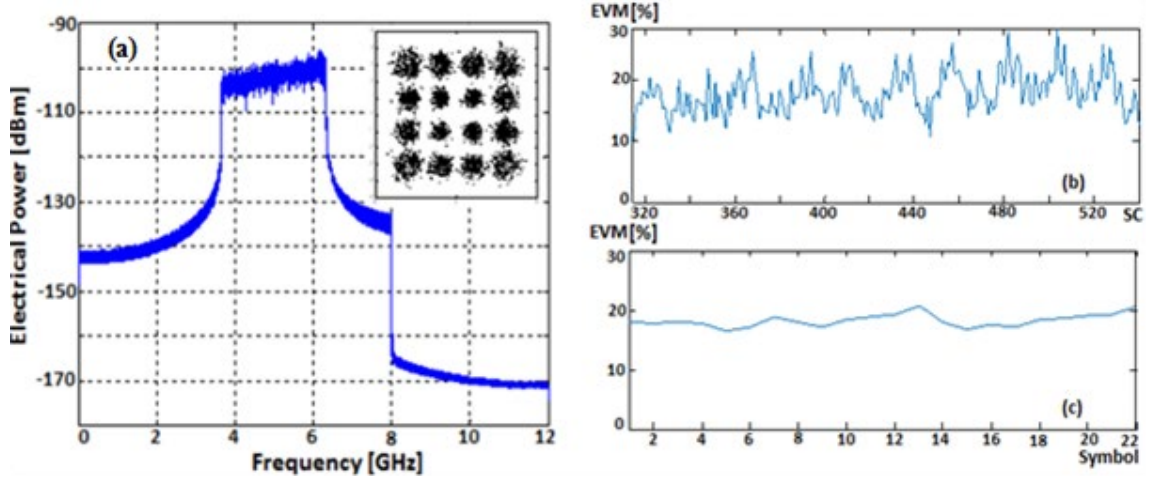 (a)
Electrical Power [dBm]
-90
-110
-130
-150
-170
0 2 4 6 8 10 12
Frequency [GHz]
EVM[%]
30
20
10
0
320 360 400 440 480 520 SC
(b)
EVM[%]
30
20
10
0
2 4 6 8 10 12 14 16 18 20 22
Symbol
(c)